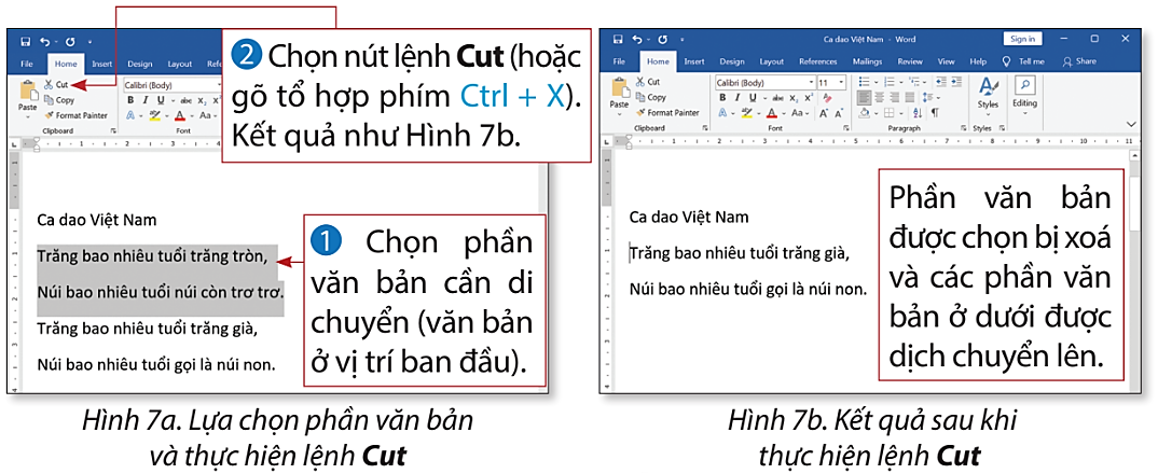 File Home Insert Design Layout Refe
Cut
Copy
Format Painter
Paste
Clipboard
Calibri (Body)
B I U abc X₂ X²
Font
❷ Chọn nút lệnh Cut (hoặc
gõ tổ hợp phím Ctrl + X).
Kết quả như Hình 7b.
Ca dao Việt Nam
Trăng bao nhiêu tuổi trăng tròn,
Núi bao nhiêu tuổi núi còn trơ trơ.
Trăng bao nhiêu tuổi trăng già,
Núi bao nhiêu tuổi gọi là núi non.
❶ Chọn phần
văn bản cần di
chuyển (văn bản
ở vị trí ban đầu).
Hình 7a. Lựa chọn phần văn bản
và thực hiện lệnh Cut
Ca dao Việt Nam - Word
Sign in
File Home Insert Design Layout References Mailings Review View Help Tell me Share
Cut
Copy
Format Painter
Paste
Clipboard
Calibri (Body) 11
B I U abc X₂ X²
Font
Paragraph
Styles
Styles
Editing
Ca dao Việt Nam
Trăng bao nhiêu tuổi trăng già,
Núi bao nhiêu tuổi gọi là núi non.
Phần văn bản
được chọn bị xoá
và các phần văn
bản ở dưới được
dịch chuyển lên.
Hình 7b. Kết quả sau khi
thực hiện lệnh Cut